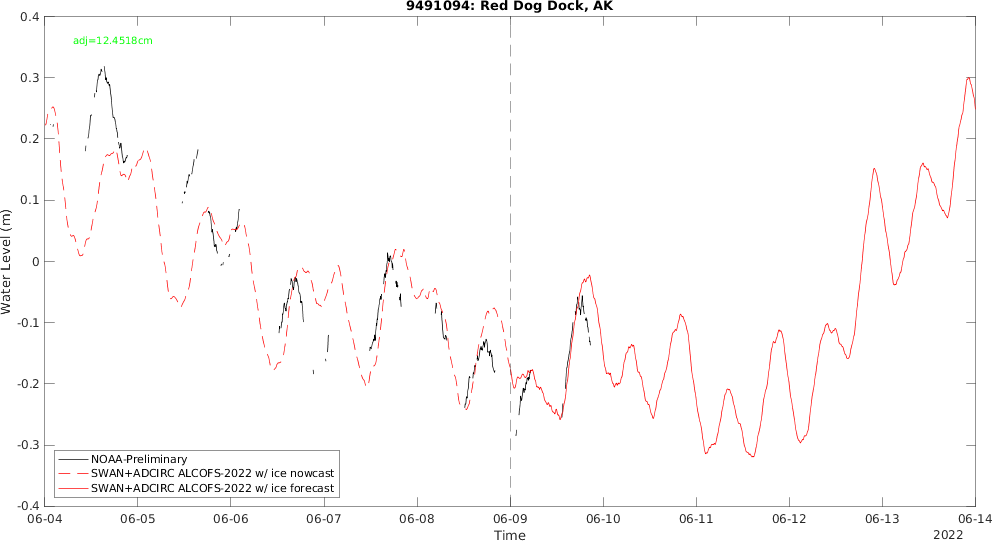 9491094: Red Dog Dock, AK
adj=12.4518cm
0.4
0.3
0.2
0.1
0
-0.1
-0.2
-0.3
-0.4
Water Level (m)
NOAA-Preliminary
SWAN+ADCIRC ALCOFS-2022 w/ ice nowcast
SWAN+ADCIRC ALCOFS-2022 w/ ice forecast
06-04 06-05 06-06 06-07 06-08 06-09 06-10 06-11 06-12 06-13 06-14
Time
2022